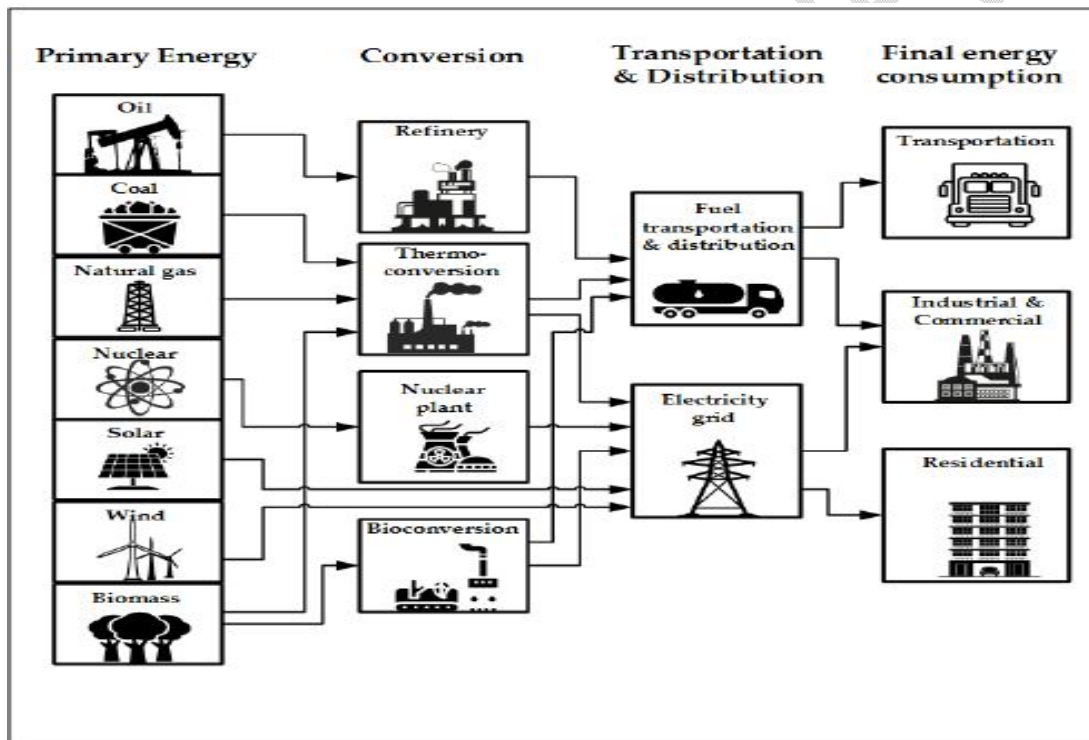 Primary Energy
Conversion
Transportation
& Distribution
Final energy
consumption
Oil
Coal
Natural gas
Nuclear
Solar
Wind
Biomass
Refinery
Thermo-
conversion
Nuclear
plant
Bioconversion
Fuel
transportation
& distribution
Electricity
grid
Transportation
Industrial &
Commercial
Residential